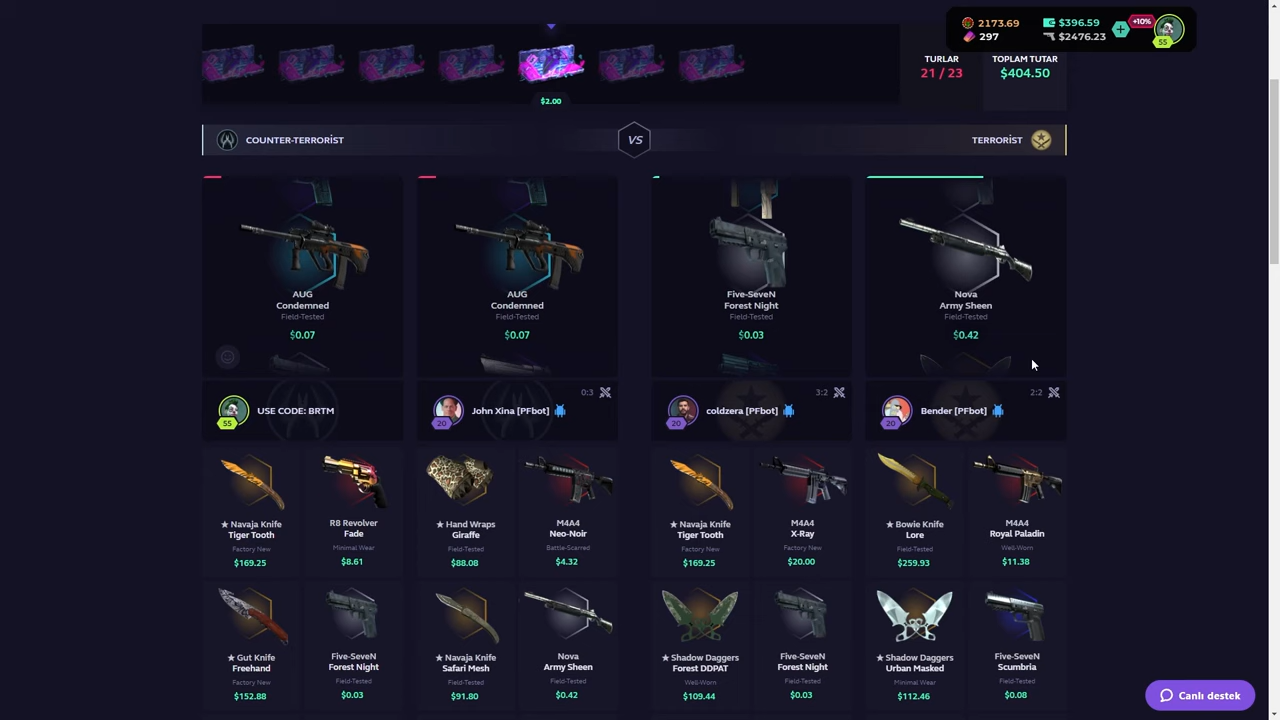 2173.69
$396.59
+10%
297
$2476.23
55
TURLAR
TOPLAM TUTAR
21 / 23
$404.50
$2.00
COUNTER-TERRORİST
VS
TERRORİST
AUG
Condemned
Field-Tested
$0.07
AUG
Condemned
Field-Tested
$0.07
Five-SeveN
Forest Night
Field-Tested
$0.03
Nova
Army Sheen
Field-Tested
$0.42
USE CODE: BRTM
55
0:3
John Xina [PFbot]
20
3:2
coldzera [PFbot]
20
2:2
Bender [PFbot]
20
★ Navaja Knife
Tiger Tooth
Factory New
$169.25
R8 Revolver
Fade
Minimal Wear
$8.61
★ Hand Wraps
Giraffe
Field-Tested
$88.08
M4A4
Neo-Noir
Battle-Scarred
$4.32
★ Navaja Knife
Tiger Tooth
Factory New
$169.25
M4A4
X-Ray
Factory New
$20.00
★ Bowie Knife
Lore
Field-Tested
$259.93
M4A4
Royal Paladin
Well-Worn
$11.38
★ Gut Knife
Freehand
Factory New
$152.88
Five-SeveN
Forest Night
Field-Tested
$0.03
★ Navaja Knife
Safari Mesh
Field-Tested
$91.80
Nova
Army Sheen
Field-Tested
$0.42
★ Shadow Daggers
Forest DDPAT
Well-Worn
$109.44
Five-SeveN
Forest Night
Field-Tested
$0.03
★ Shadow Daggers
Urban Masked
Minimal Wear
$112.46
Five-SeveN
Scumbria
Field-Tested
$0.08
Canlı destek